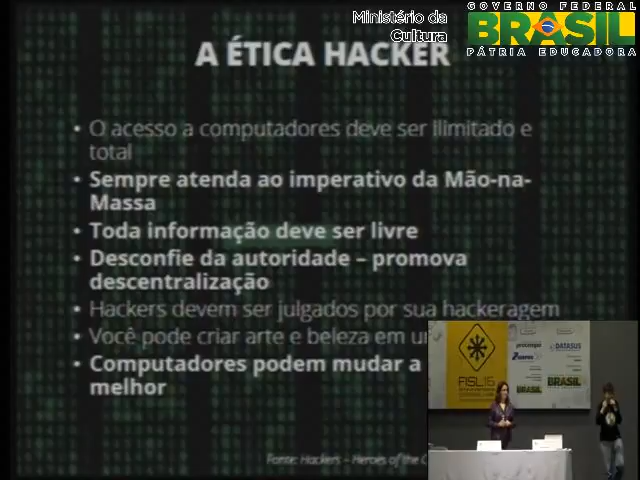 GOVERNO FEDERAL
Ministério da
Cultura
BRASIL
PÁTRIA EDUCADORA
A ÉTICA HACKER
• O acesso a computadores deve ser ilimitado e
total
• Sempre atenda ao imperativo da Mão-na-
Massa
• Toda informação deve ser livre
• Desconfie da autoridade – promova
descentralização
• Hackers devem ser julgados por sua hackeragem
• Você pode criar arte e beleza em
• Computadores podem mudar a
melhor
Fonte: Hackers – Heroes of the
FISL16
procempa
DATASUS
BRASIL
BRASIL